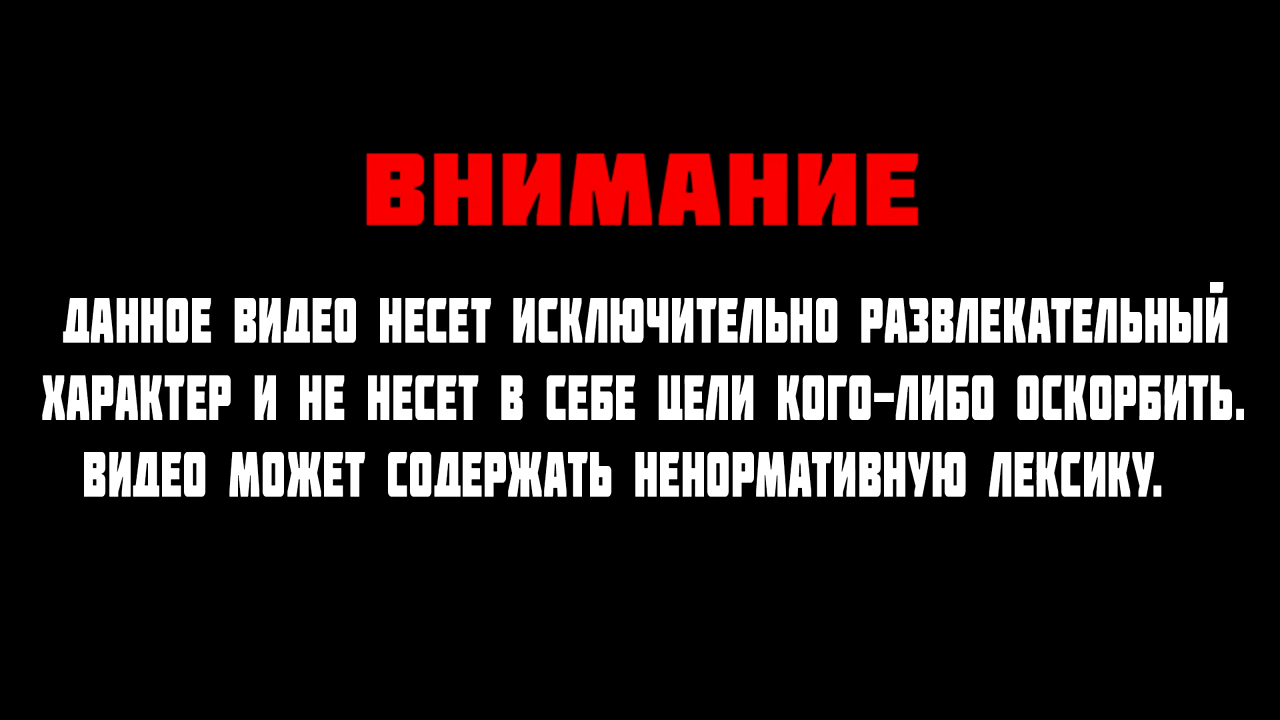 ВНИМАНИЕ
ДАННОЕ ВИДЕО НЕСЕТ ИСКЛЮЧИТЕЛЬНО РАЗВЛЕКАТЕЛЬНЫЙ
ХАРАКТЕР И НЕ НЕСЕТ В СЕБЕ ЦЕЛИ КОГО-ЛИБО ОСКОРБИТЬ.
ВИДЕО МОЖЕТ СОДЕРЖАТЬ НЕНОРМАТИВНУЮ ЛЕКСИКУ.